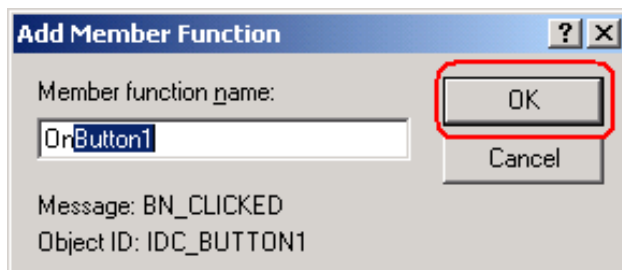 Add Member Function
Member function name:
OK
OnButton1
Cancel
Message: BN_CLICKED
Object ID: IDC_BUTTON1